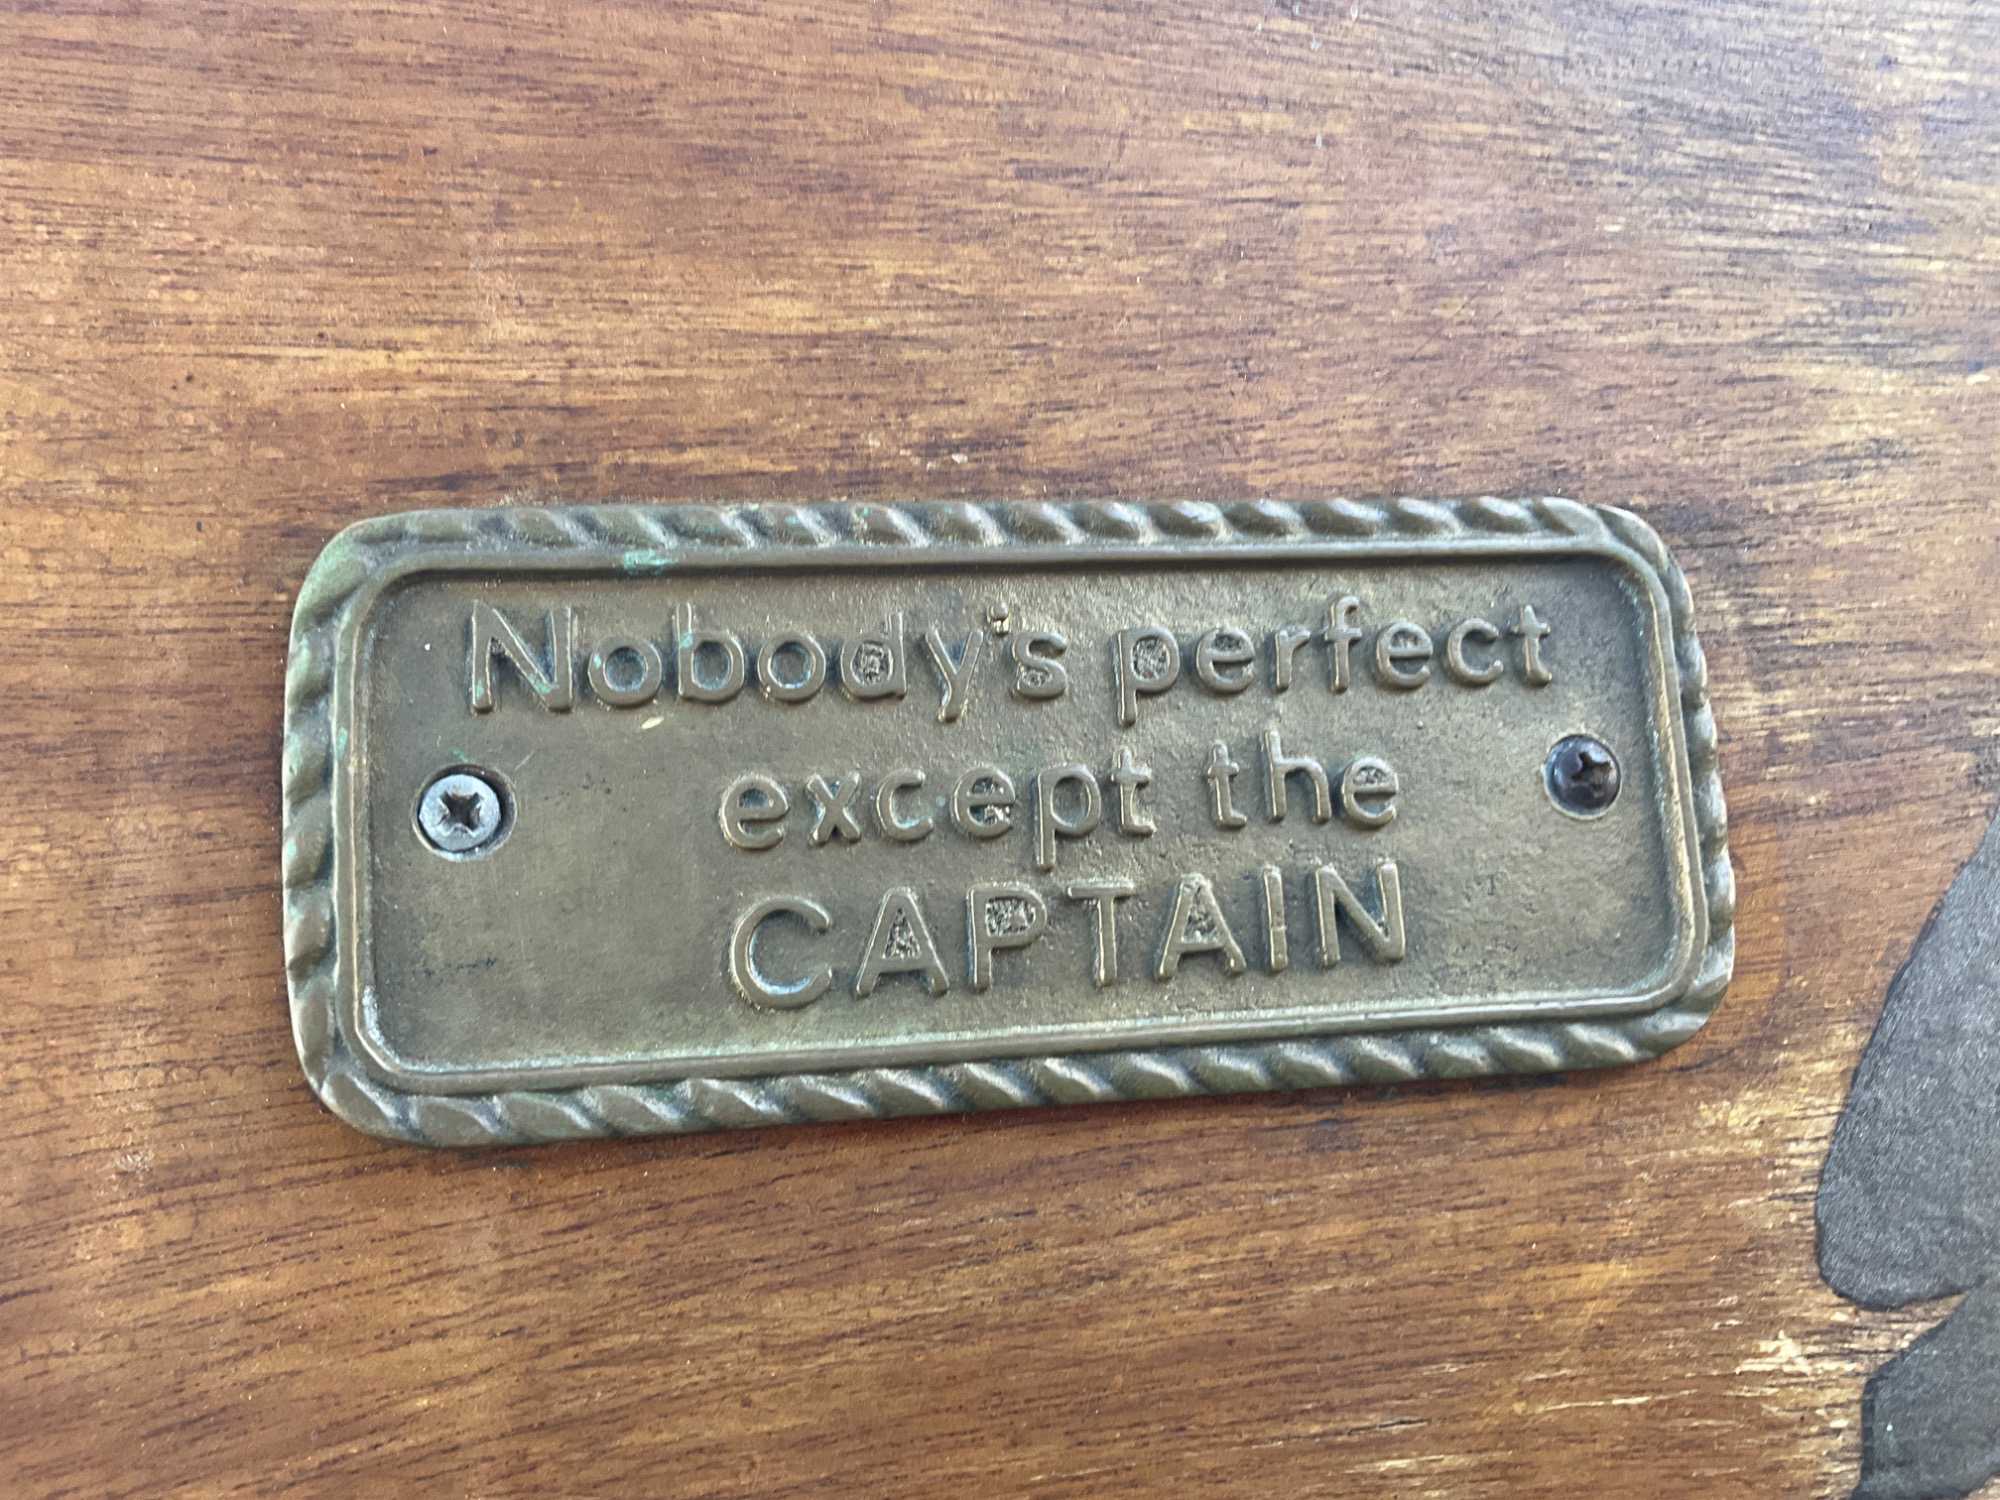 Nobody's perfect
except the
CAPTAIN